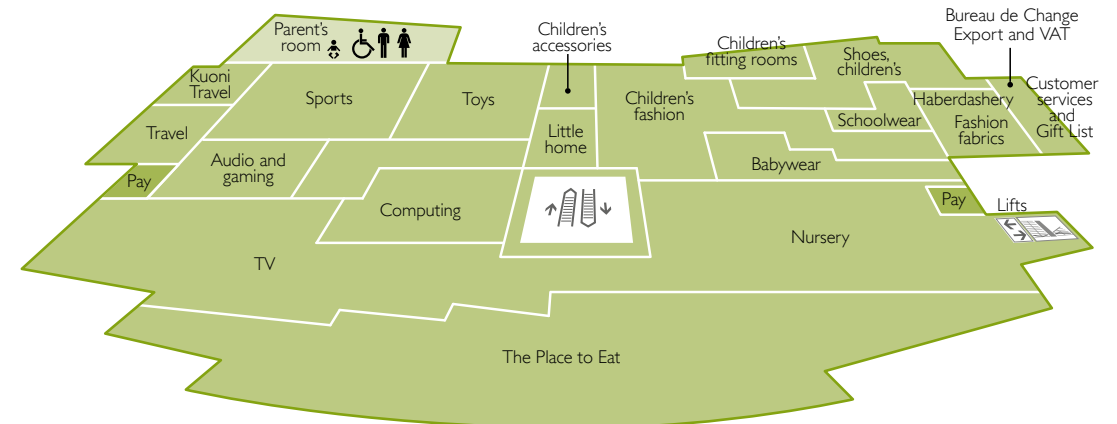 Parent's
room
Kuoni
Travel
Travel
Pay
Sports
Audio and
gaming
Toys
Computing
TV
Children's
accessories
Little
home
Children's
fashion
Children's
fitting rooms
Shoes,
children's
Schoolwear
Babywear
Haberdashery
Fashion
fabrics
Bureau de Change
Export and VAT
Customer
services
and
Gift List
Pay
Lifts
Nursery
The Place to Eat